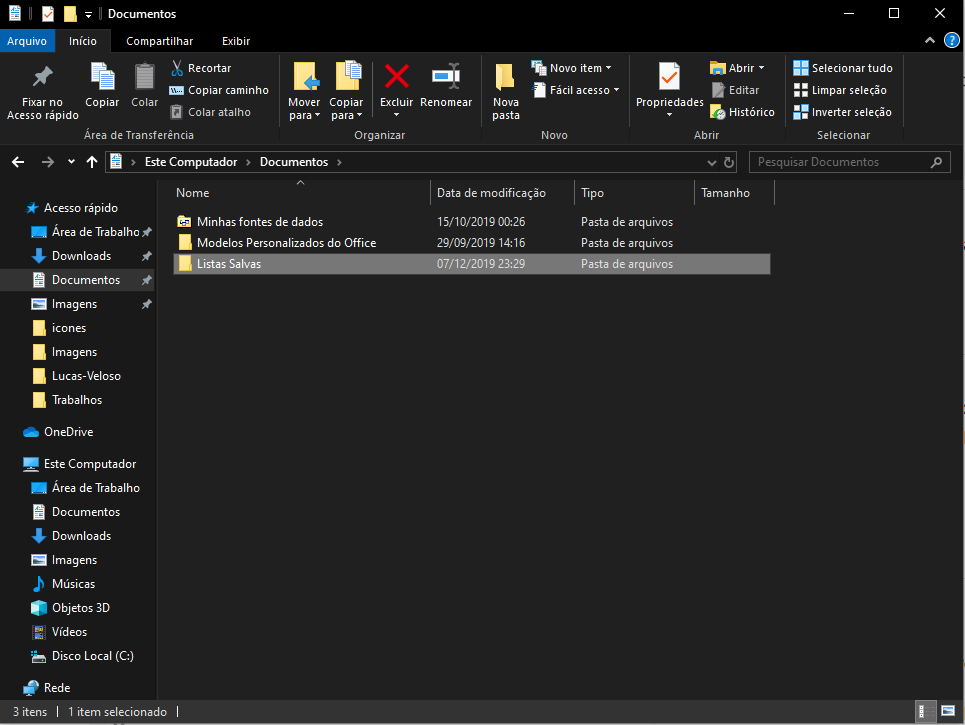 Documentos
Arquivo Início Compartilhar Exibir
Fixar no Acesso rápido
Copiar
Colar
Recortar
Copiar caminho
Colar atalho
Área de Transferência
Mover para
Copiar para
Excluir
Renomear
Organizar
Nova pasta
Novo item
Fácil acesso
Novo
Propriedades
Abrir
Editar
Histórico
Abrir
Selecionar tudo
Limpar seleção
Inverter seleção
Selecionar
Este Computador > Documentos >
Pesquisar Documentos
Nome Data de modificação Tipo Tamanho
Minhas fontes de dados 15/10/2019 00:26 Pasta de arquivos
Modelos Personalizados do Office 29/09/2019 14:16 Pasta de arquivos
Listas Salvas 07/12/2019 23:29 Pasta de arquivos
Acesso rápido
Área de Trabalho
Downloads
Documentos
Imagens
icones
Imagens
Lucas-Veloso
Trabalhos
OneDrive
Este Computador
Área de Trabalho
Documentos
Downloads
Imagens
Músicas
Objetos 3D
Vídeos
Disco Local (C:)
Rede
3 itens 1 item selecionado